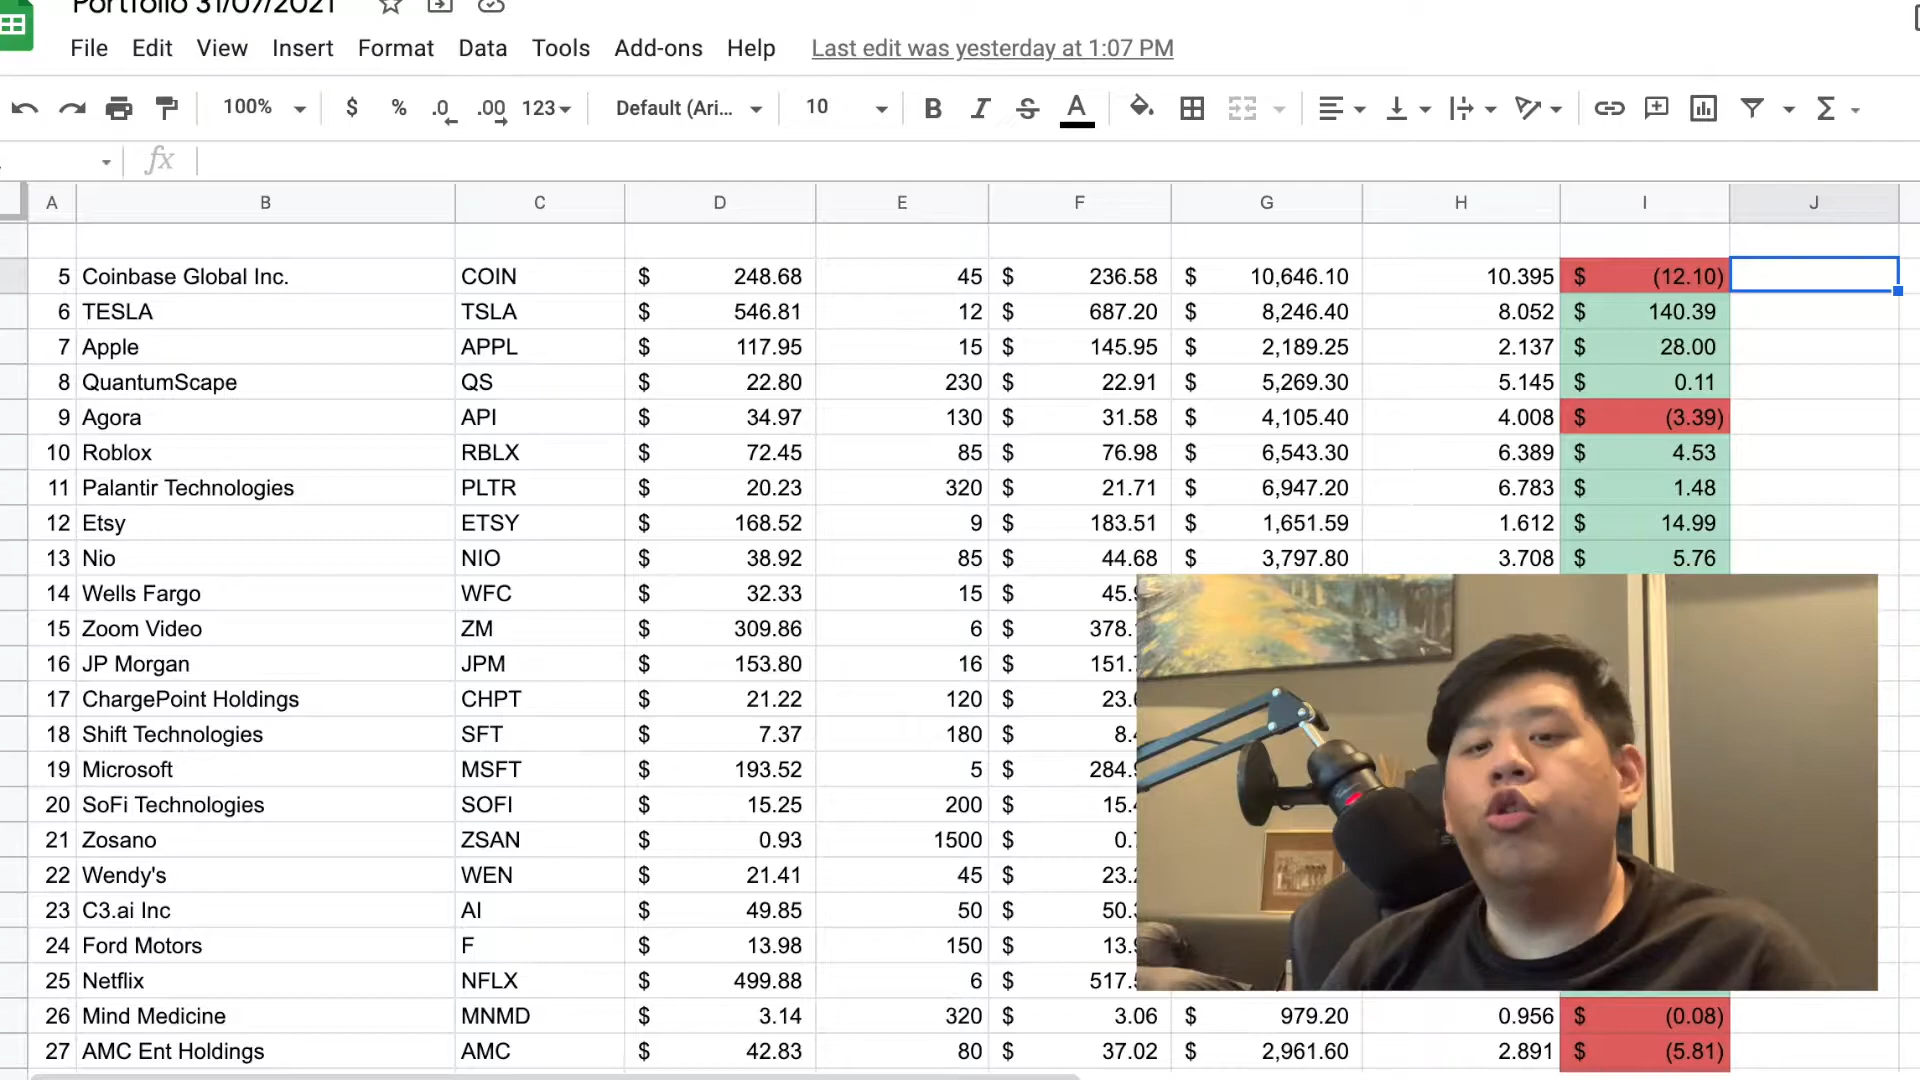 Portfolio 31/07/2021
File Edit View Insert Format Data Tools Add-ons Help Last edit was yesterday at 1:07 PM
100% $ % .0 .00 123 Default (Ari... 10 B I S A Σ
fx
A B C D E F G H I J
5 Coinbase Global Inc. COIN $ 248.68 45 $ 236.58 $ 10,646.10 10.395 $ (12.10)
6 TESLA TSLA $ 546.81 12 $ 687.20 $ 8,246.40 8.052 $ 140.39
7 Apple APPL $ 117.95 15 $ 145.95 $ 2,189.25 2.137 $ 28.00
8 QuantumScape QS $ 22.80 230 $ 22.91 $ 5,269.30 5.145 $ 0.11
9 Agora API $ 34.97 130 $ 31.58 $ 4,105.40 4.008 $ (3.39)
10 Roblox RBLX $ 72.45 85 $ 76.98 $ 6,543.30 6.389 $ 4.53
11 Palantir Technologies PLTR $ 20.23 320 $ 21.71 $ 6,947.20 6.783 $ 1.48
12 Etsy ETSY $ 168.52 9 $ 183.51 $ 1,651.59 1.612 $ 14.99
13 Nio NIO $ 38.92 85 $ 44.68 $ 3,797.80 3.708 $ 5.76
14 Wells Fargo WFC $ 32.33 15 $ 45.
15 Zoom Video ZM $ 309.86 6 $ 378.
16 JP Morgan JPM $ 153.80 16 $ 151.
17 ChargePoint Holdings CHPT $ 21.22 120 $ 23.
18 Shift Technologies SFT $ 7.37 180 $ 8.
19 Microsoft MSFT $ 193.52 5 $ 284.
20 SoFi Technologies SOFI $ 15.25 200 $ 15.
21 Zosano ZSAN $ 0.93 1500 $ 0.
22 Wendy's WEN $ 21.41 45 $ 23.
23 C3.ai Inc AI $ 49.85 50 $ 50.
24 Ford Motors F $ 13.98 150 $ 13.
25 Netflix NFLX $ 499.88 6 $ 517.
26 Mind Medicine MNMD $ 3.14 320 $ 3.06 $ 979.20 0.956 $ (0.08)
27 AMC Ent Holdings AMC $ 42.83 80 $ 37.02 $ 2,961.60 2.891 $ (5.81)